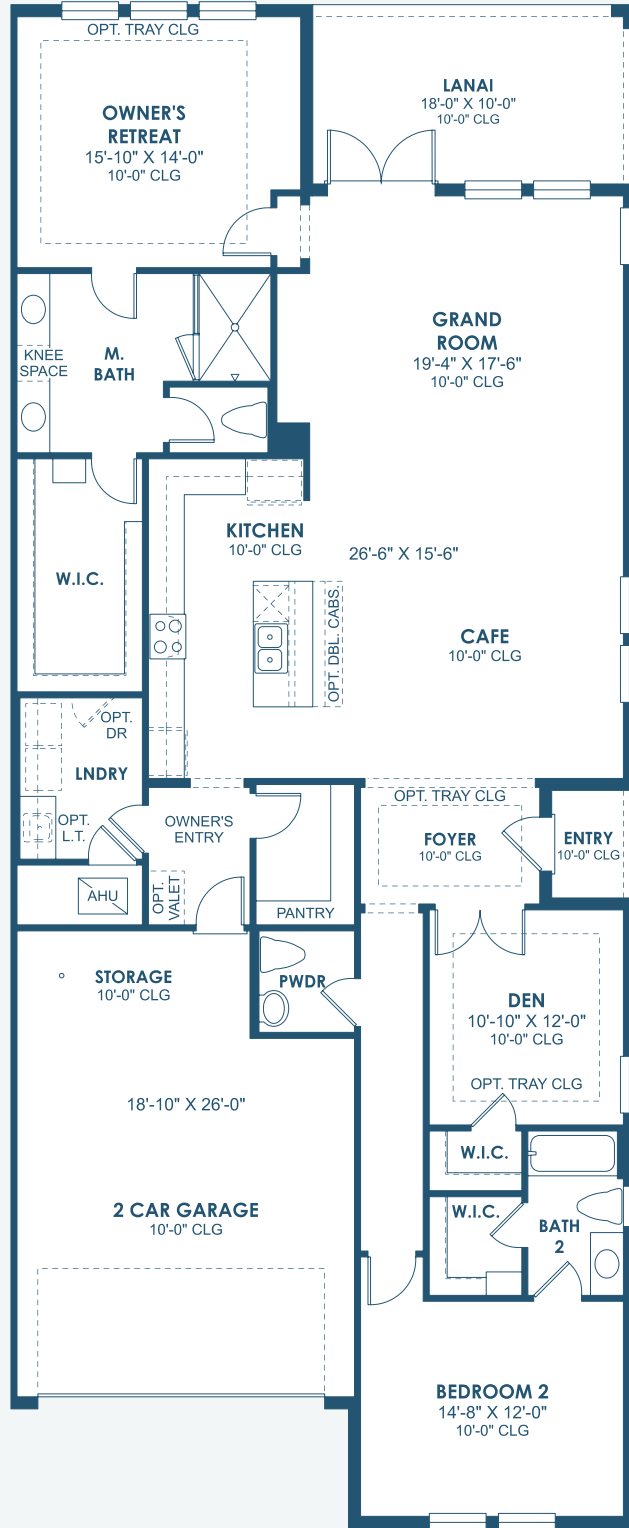 OPT. TRAY CLG
OWNER'S
RETREAT
15'-10" X 14'-0"
10'-0" CLG
LANAI
18'-0" X 10'-0"
10'-0" CLG
GRAND
ROOM
19'-4" X 17'-6"
10'-0" CLG
KNEE
SPACE
M.
BATH
KITCHEN
10'-0" CLG
26'-6" X 15'-6"
W.I.C.
OPT. DBL. CABS.
CAFE
10'-0" CLG
OPT.
DR
LNDRY
OPT.
L.T.
OWNER'S
ENTRY
OPT. TRAY CLG
FOYER
10'-0" CLG
ENTRY
10'-0" CLG
AHU
OPT.
VALET
PANTRY
STORAGE
10'-0" CLG
PWDR
DEN
10'-10" X 12'-0"
10'-0" CLG
OPT. TRAY CLG
18'-10" X 26'-0"
W.I.C.
2 CAR GARAGE
10'-0" CLG
W.I.C.
BATH
2
BEDROOM 2
14'-8" X 12'-0"
10'-0" CLG